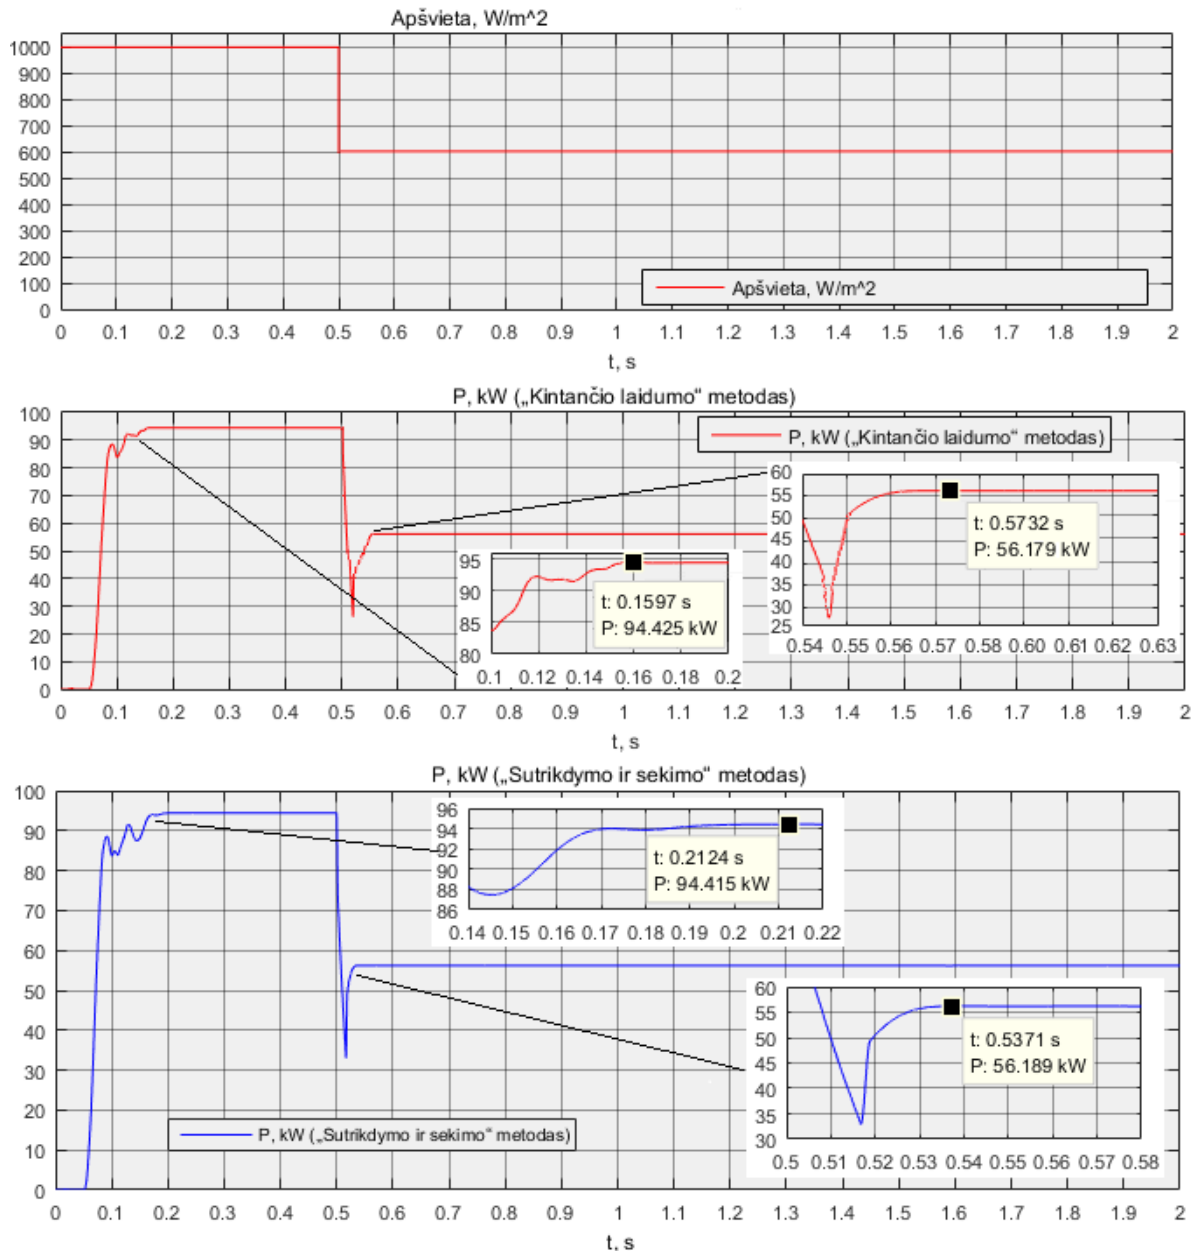 Apšvieta, W/m^2
1000
900
800
700
600
500
400
300
200
100
0
Apšvieta, W/m^2
0 0.1 0.2 0.3 0.4 0.5 0.6 0.7 0.8 0.9 1 1.1 1.2 1.3 1.4 1.5 1.6 1.7 1.8 1.9 2
t, s
P, kW („Kintančio laidumo“ metodas)
100
90
80
70
60
50
40
30
20
10
0
P, kW („Kintančio laidumo“ metodas)
60
55
50
45
40
35
30
25
t: 0.5732 s
P: 56.179 kW
0.54 0.55 0.56 0.57 0.58 0.60 0.61 0.62 0.63
95
90
85
80
t: 0.1597 s
P: 94.425 kW
0.1 0.12 0.14 0.16 0.18 0.2
0 0.1 0.2 0.3 0.4 0.5 0.6 0.7 0.8 0.9 1 1.1 1.2 1.3 1.4 1.5 1.6 1.7 1.8 1.9 2
t, s
P, kW („Sutrikdymo ir sekimo“ metodas)
100
90
80
70
60
50
40
30
20
10
0
96
94
92
90
88
86
t: 0.2124 s
P: 94.415 kW
0.14 0.15 0.16 0.17 0.18 0.19 0.2 0.21 0.22
60
55
50
45
40
35
30
t: 0.5371 s
P: 56.189 kW
0.5 0.51 0.52 0.53 0.54 0.55 0.56 0.57 0.58
P, kW („Sutrikdymo ir sekimo“ metodas)
0 0.1 0.2 0.3 0.4 0.5 0.6 0.7 0.8 0.9 1 1.1 1.2 1.3 1.4 1.5 1.6 1.7 1.8 1.9 2
t, s